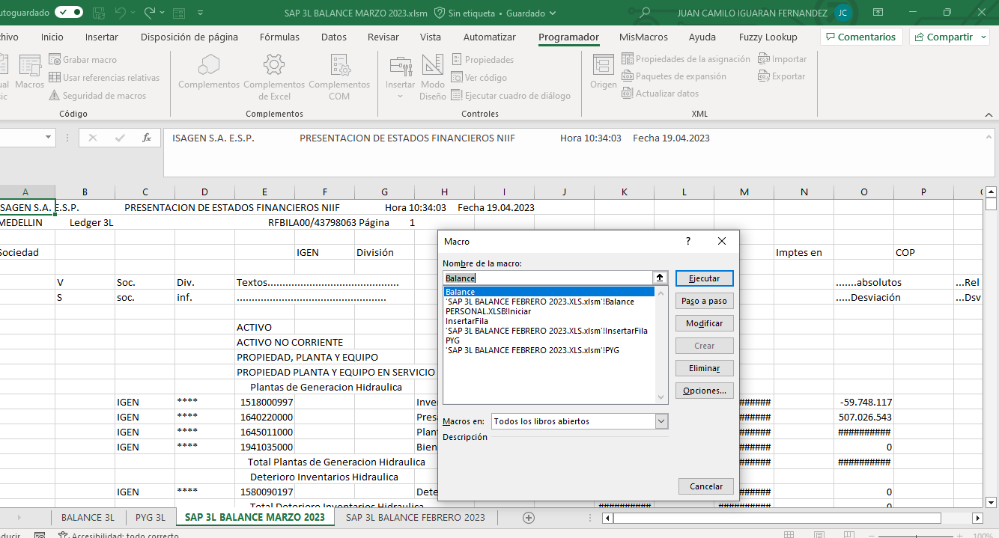 utoguardado
SAP 3L BALANCE MARZO 2023.xlsm
Sin etiqueta • Guardado
JUAN CAMILO IGUARAN FERNANDEZ
JC
chivo
Inicio
Insertar
Disposición de página
Fórmulas
Datos
Revisar
Vista
Automatizar
Programador
MisMacros
Ayuda
Fuzzy Lookup
Comentarios
Compartir
ual
sic
Macros
Grabar macro
Usar referencias relativas
Seguridad de macros
Código
Complementos
Complementos de Excel
Complementos COM
Complementos
Insertar
Modo Diseño
Propiedades
Ver código
Ejecutar cuadro de diálogo
Controles
Origen
Propiedades de la asignación
Paquetes de expansión
Actualizar datos
Importar
Exportar
XML
fx
ISAGEN S.A. E.S.P. PRESENTACION DE ESTADOS FINANCIEROS NIIF Hora 10:34:03 Fecha 19.04.2023
A B C D E F G H I J K L M N O P
ISAGEN S.A. E.S.P. PRESENTACION DE ESTADOS FINANCIEROS NIIF Hora 10:34:03 Fecha 19.04.2023
MEDELLIN Ledger 3L RFBILA00/43798063 Página 1
Sociedad IGEN División Imptes en COP
V Soc. Div. Textos................................................... .......absolutos ...Rel
S soc. inf. .......................................................... .....Desviación ...Dsv
ACTIVO
ACTIVO NO CORRIENTE
PROPIEDAD, PLANTA Y EQUIPO
PROPIEDAD PLANTA Y EQUIPO EN SERVICIO
Plantas de Generacion Hidraulica
IGEN **** 1518000997 Inve ###### -59.748.117
IGEN **** 1640220000 Presa ###### 507.026.543
IGEN **** 1645011000 Plant ###### ##########
IGEN **** 1941035000 Bien ###### 0
Total Plantas de Generacion Hidraulica ###### ##########
Deterioro Inventarios Hidraulica
IGEN **** 1580090197 Dete ###### 0
Total Deterioro Inventarios Hidraulica ########## ########## 0
Macro
?
Nombre de la macro:
Balance
Balance
'SAP 3L BALANCE FEBRERO 2023.XLS.xlsm'!Balance
PERSONAL.XLSB!Iniciar
InsertarFila
'SAP 3L BALANCE FEBRERO 2023.XLS.xlsm'!InsertarFila
PYG
'SAP 3L BALANCE FEBRERO 2023.XLS.xlsm'!PYG
Ejecutar
Paso a paso
Modificar
Crear
Eliminar
Opciones...
Macros en: Todos los libros abiertos
Descripción
Cancelar
BALANCE 3L
PYG 3L
SAP 3L BALANCE MARZO 2023
SAP 3L BALANCE FEBRERO 2023
ducir
Accesibilidad: todo correcto
100%